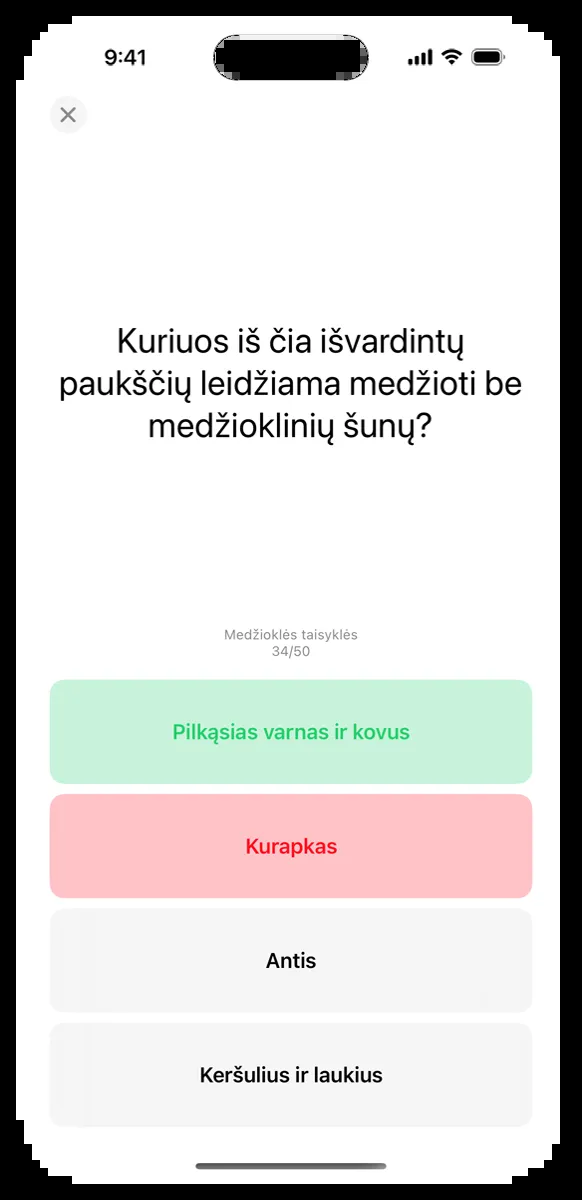 9:41
Kuriuos iš čia išvardintų
paukščių leidžiama medžioti be
medžioklinių šunų?
Medžioklės taisyklės
34/50
Pilkąsias varnas ir kovus
Kurapkas
Antis
Keršulius ir laukius